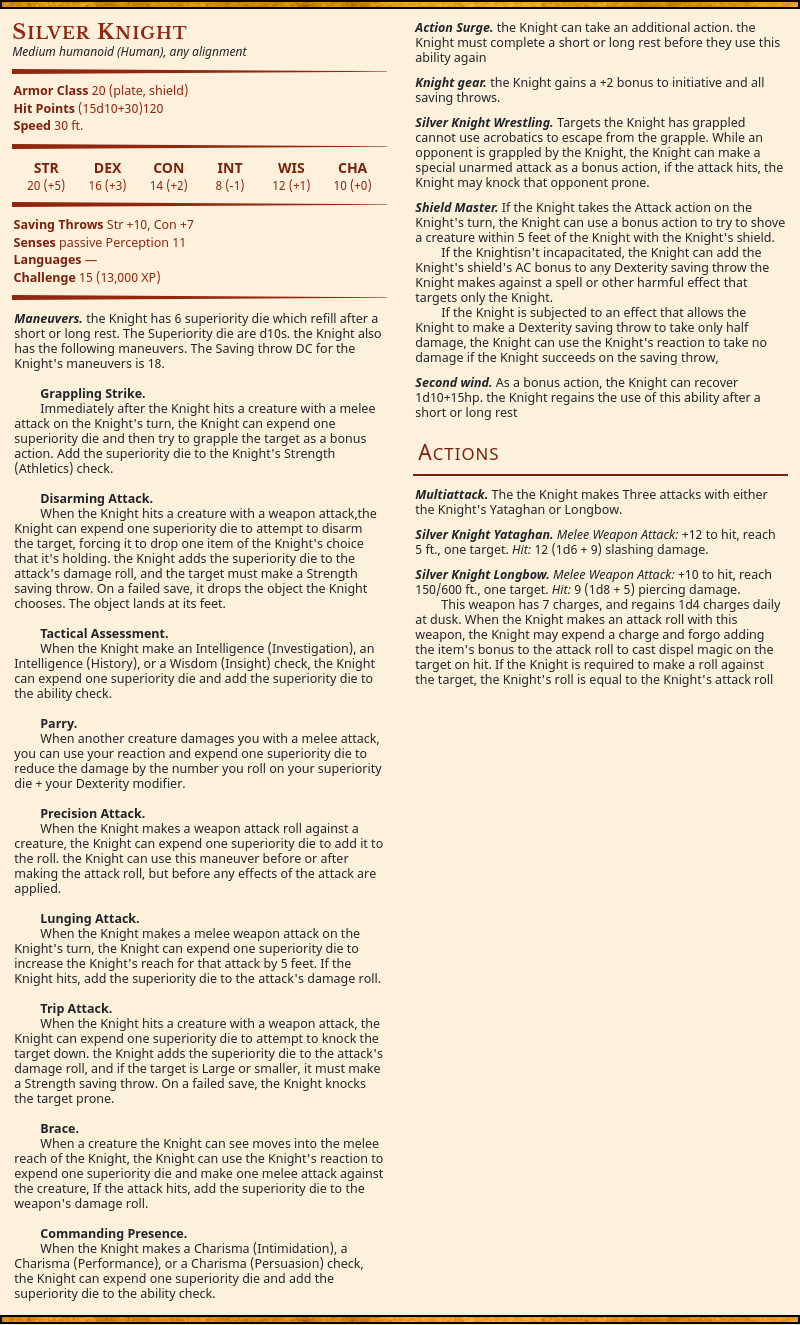 Silver Knight
Medium humanoid (Human), any alignment
Armor Class 20 (plate, shield)
Hit Points (15d10+30)120
Speed 30 ft.
STR DEX CON INT WIS CHA
20 (+5) 16 (+3) 14 (+2) 8 (-1) 12 (+1) 10 (+0)
Saving Throws Str +10, Con +7
Senses passive Perception 11
Languages —
Challenge 15 (13,000 XP)
Maneuvers. the Knight has 6 superiority die which refill after a
short or long rest. The Superiority die are d10s. the Knight also
has the following maneuvers. The Saving throw DC for the
Knight's maneuvers is 18.
Grappling Strike.
Immediately after the Knight hits a creature with a melee
attack on the Knight's turn, the Knight can expend one
superiority die and then try to grapple the target as a bonus
action. Add the superiority die to the Knight's Strength
(Athletics) check.
Disarming Attack.
When the Knight hits a creature with a weapon attack,the
Knight can expend one superiority die to attempt to disarm
the target, forcing it to drop one item of the Knight's choice
that it's holding. the Knight adds the superiority die to the
attack's damage roll, and the target must make a Strength
saving throw. On a failed save, it drops the object the Knight
chooses. The object lands at its feet.
Tactical Assessment.
When the Knight make an Intelligence (Investigation), an
Intelligence (History), or a Wisdom (Insight) check, the Knight
can expend one superiority die and add the superiority die to
the ability check.
Parry.
When another creature damages you with a melee attack,
you can use your reaction and expend one superiority die to
reduce the damage by the number you roll on your superiority
die + your Dexterity modifier.
Precision Attack.
When the Knight makes a weapon attack roll against a
creature, the Knight can expend one superiority die to add it to
the roll. the Knight can use this maneuver before or after
making the attack roll, but before any effects of the attack are
applied.
Lunging Attack.
When the Knight makes a melee weapon attack on the
Knight's turn, the Knight can expend one superiority die to
increase the Knight's reach for that attack by 5 feet. If the
Knight hits, add the superiority die to the attack's damage roll.
Trip Attack.
When the Knight hits a creature with a weapon attack, the
Knight can expend one superiority die to attempt to knock the
target down. the Knight adds the superiority die to the attack's
damage roll, and if the target is Large or smaller, it must make
a Strength saving throw. On a failed save, the Knight knocks
the target prone.
Brace.
When a creature the Knight can see moves into the melee
reach of the Knight, the Knight can use the Knight's reaction to
expend one superiority die and make one melee attack against
the creature, If the attack hits, add the superiority die to the
weapon's damage roll.
Commanding Presence.
When the Knight makes a Charisma (Intimidation), a
Charisma (Performance), or a Charisma (Persuasion) check,
the Knight can expend one superiority die and add the
superiority die to the ability check.
Action Surge. the Knight can take an additional action. the
Knight must complete a short or long rest before they use this
ability again
Knight gear. the Knight gains a +2 bonus to initiative and all
saving throws.
Silver Knight Wrestling. Targets the Knight has grappled
cannot use acrobatics to escape from the grapple. While an
opponent is grappled by the Knight, the Knight can make a
special unarmed attack as a bonus action, if the attack hits, the
Knight may knock that opponent prone.
Shield Master. If the Knight takes the Attack action on the
Knight's turn, the Knight can use a bonus action to try to shove
a creature within 5 feet of the Knight with the Knight's shield.
If the Knightisn't incapacitated, the Knight can add the
Knight's shield's AC bonus to any Dexterity saving throw the
Knight makes against a spell or other harmful effect that
targets only the Knight.
If the Knight is subjected to an effect that allows the
Knight to make a Dexterity saving throw to take only half
damage, the Knight can use the Knight's reaction to take no
damage if the Knight succeeds on the saving throw,
Second wind. As a bonus action, the Knight can recover
1d10+15hp. the Knight regains the use of this ability after a
short or long rest
Actions
Multiattack. The the Knight makes Three attacks with either
the Knight's Yataghan or Longbow.
Silver Knight Yataghan. Melee Weapon Attack: +12 to hit, reach
5 ft., one target. Hit: 12 (1d6 + 9) slashing damage.
Silver Knight Longbow. Melee Weapon Attack: +10 to hit, reach
150/600 ft., one target. Hit: 9 (1d8 + 5) piercing damage.
This weapon has 7 charges, and regains 1d4 charges daily
at dusk. When the Knight makes an attack roll with this
weapon, the Knight may expend a charge and forgo adding
the item's bonus to the attack roll to cast dispel magic on the
target on hit. If the Knight is required to make a roll against
the target, the Knight's roll is equal to the Knight's attack roll